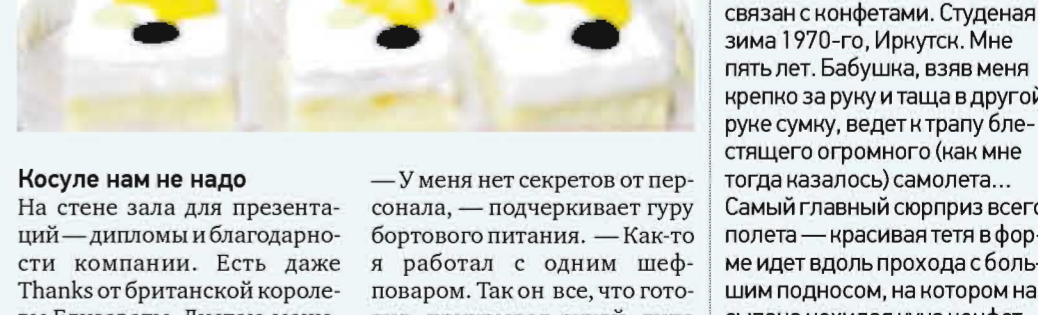 Косуле нам не надо
На стене зала для презента-
ций — дипломы и благодарно-
сти компании. Есть даже
Thanks от британской короле-
— У меня нет секретов от пер-
сонала, — подчеркивает гуру
бортового питания. — Как-то
я работал с одним шеф-
поваром. Так он все, что гото-
связан с конфетами. Студеная
зима 1970-го, Иркутск. Мне
пять лет. Бабушка, взяв меня
крепко за руку и таща в другой
руке сумку, ведет к трапу бле-
стящего огромного (как мне
тогда казалось) самолета...
Самый главный сюрприз всего
полета — красивая тетя в фор-
ме идет вдоль прохода с боль-
шим подносом, на котором на-